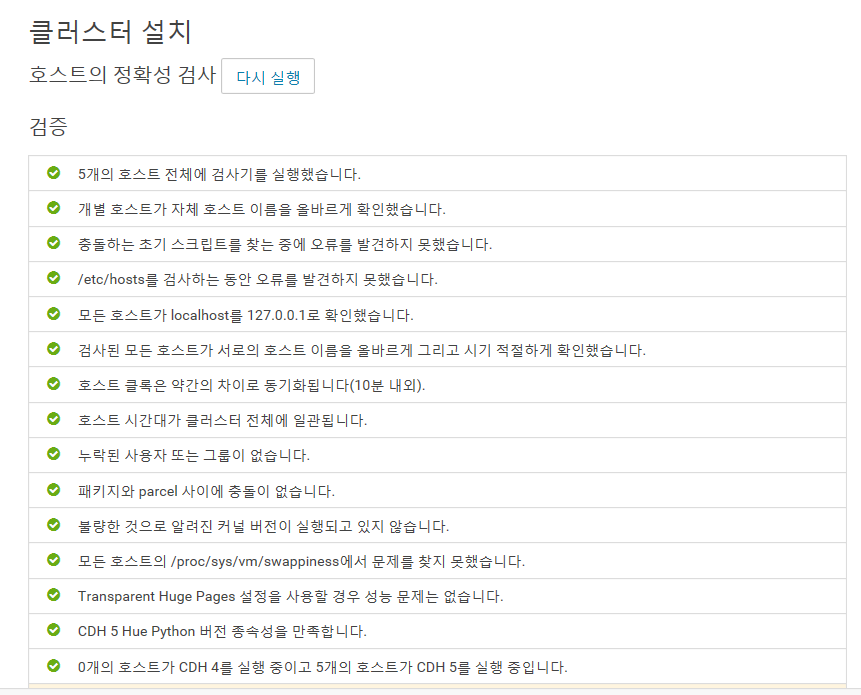 클러스터 설치
호스트의 정확성 검사 다시 실행
검증
5개의 호스트 전체에 검사기를 실행했습니다.
개별 호스트가 자체 호스트 이름을 올바르게 확인했습니다.
충돌하는 초기 스크립트를 찾는 중에 오류를 발견하지 못했습니다.
/etc/hosts를 검사하는 동안 오류를 발견하지 못했습니다.
모든 호스트가 localhost를 127.0.0.1로 확인했습니다.
검사된 모든 호스트가 서로의 호스트 이름을 올바르게 그리고 시기 적절하게 확인했습니다.
호스트 클록은 약간의 차이로 동기화됩니다(10분 내외).
호스트 시간대가 클러스터 전체에 일관됩니다.
누락된 사용자 또는 그룹이 없습니다.
패키지와 parcel 사이에 충돌이 없습니다.
불량한 것으로 알려진 커널 버전이 실행되고 있지 않습니다.
모든 호스트의 /proc/sys/vm/swappiness에서 문제를 찾지 못했습니다.
Transparent Huge Pages 설정을 사용할 경우 성능 문제는 없습니다.
CDH 5 Hue Python 버전 종속성을 만족합니다.
0개의 호스트가 CDH 4를 실행 중이고 5개의 호스트가 CDH 5를 실행 중입니다.